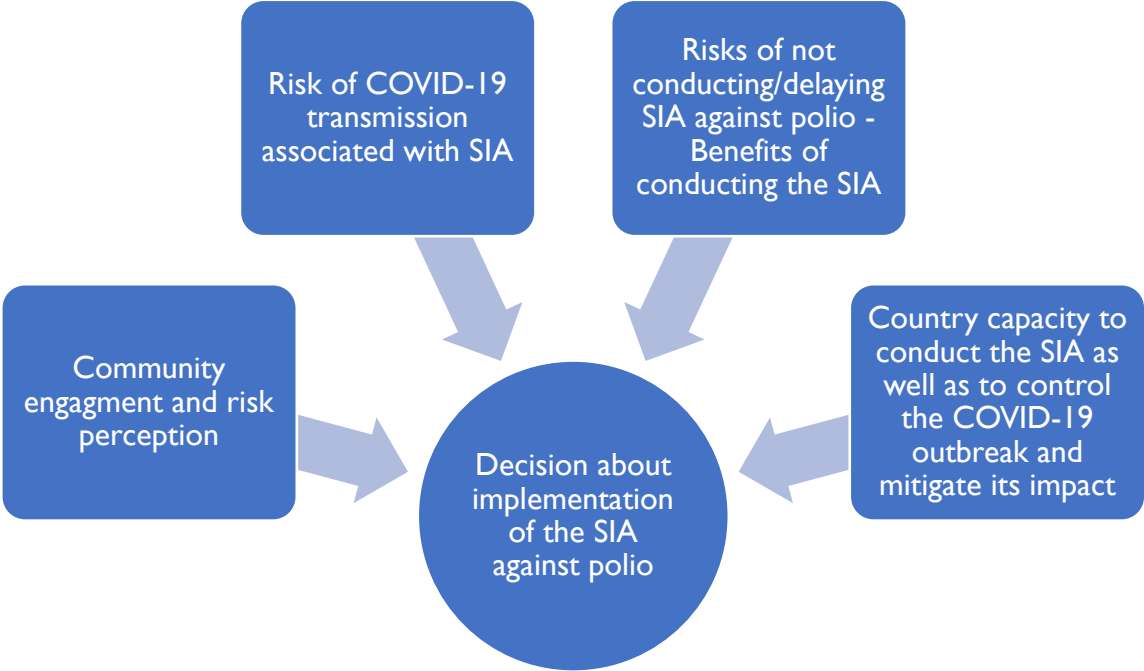 Risk of COVID-19
transmission
associated with SIA
Risks of not
conducting/delaying
SIA against polio -
Benefits of
conducting the SIA
Community
engagment and risk
perception
Country capacity to
conduct the SIA as
well as to control
the COVID-19
outbreak and
mitigate its impact
Decision about
implementation
of the SIA
against polio